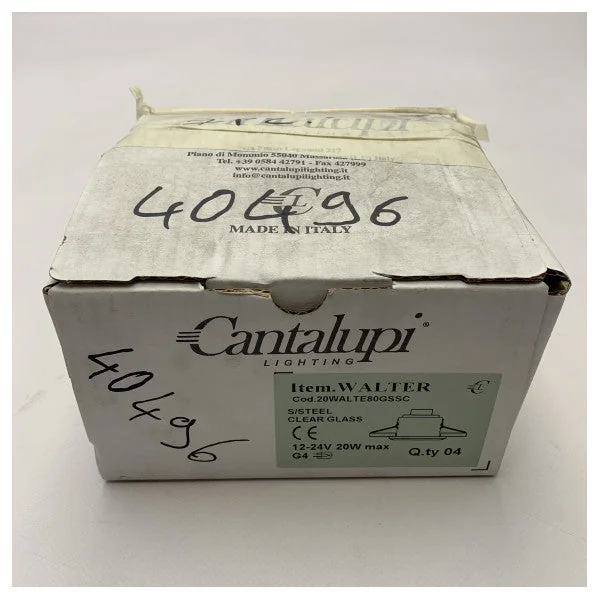 Piano di Mommio 55040 Massarosa
Tel. +39 0584 42791 - Fax 427999
www.cantalupilighting.it
info@cantalupilighting.it
40496
MADE IN ITALY
Cantalupi®
LIGHTING
40496
Item.WALTER
Cod.20WALTE80GSSC
S/STEEL
CLEAR GLASS
CE
12-24V 20W max
G4
Q.ty 04